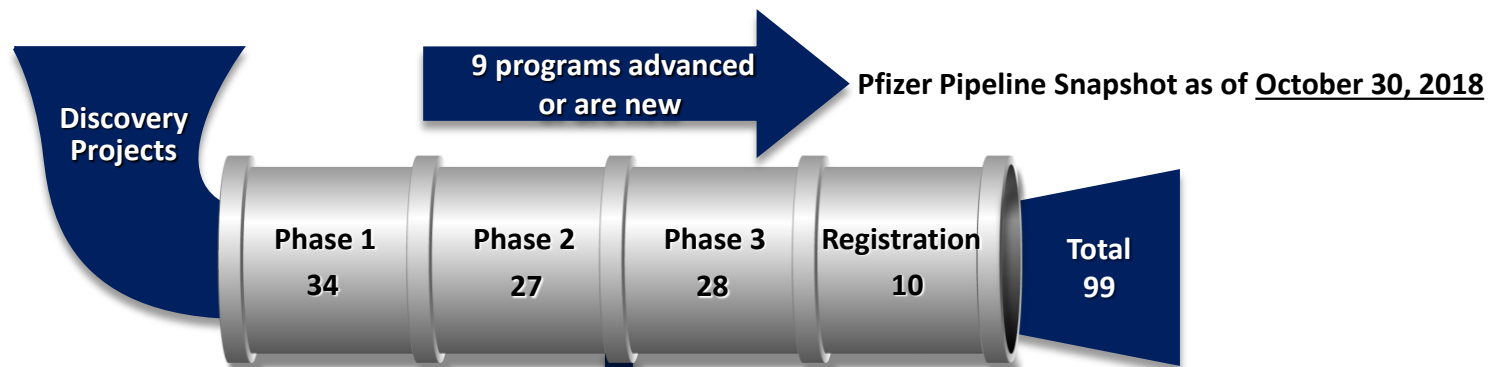 9 programs advanced
or are new
Pfizer Pipeline Snapshot as of October 30, 2018
Discovery
Projects
Phase 1
34
Phase 2
27
Phase 3
28
Registration
10
Total
99